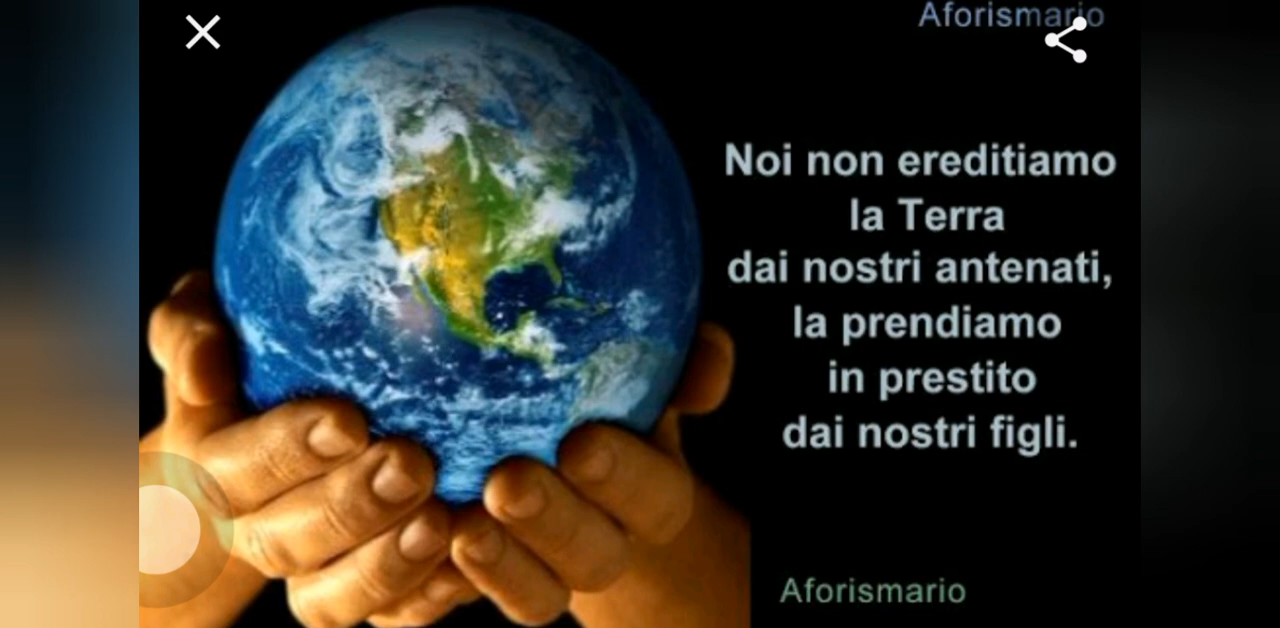 Aforismario
Noi non ereditiamo
la Terra
dai nostri antenati,
la prendiamo
in prestito
dai nostri figli.
Aforismario